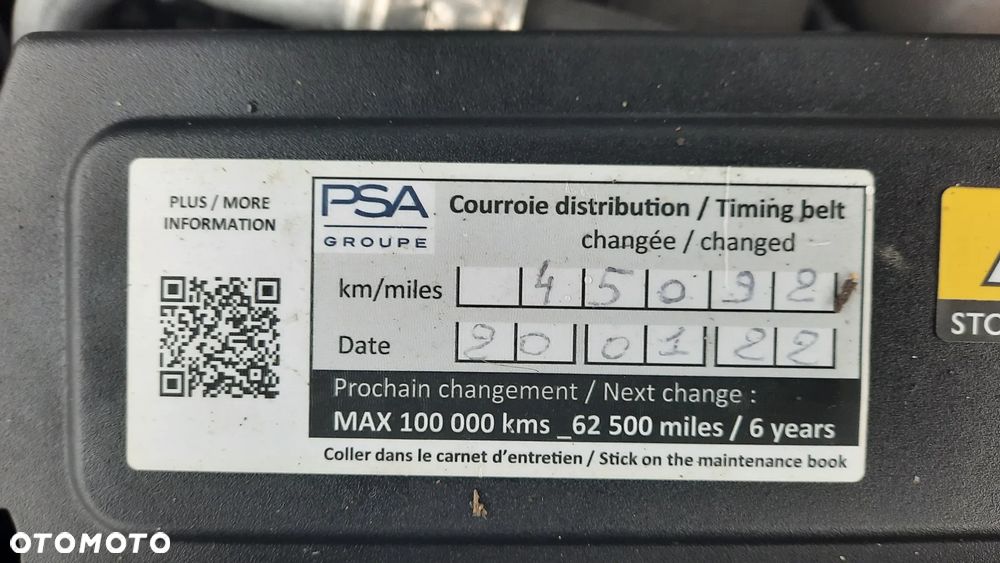 PLUS / MORE
INFORMATION
PSA
GROUPE
Courroie distribution / Timing belt
changée / changed
km/miles 45092
Date 20 01 22
Prochain changement / Next change :
MAX 100 000 kms _62 500 miles / 6 years
Coller dans le carnet d'entretien / Stick on the maintenance book
STO
OTOMOTO